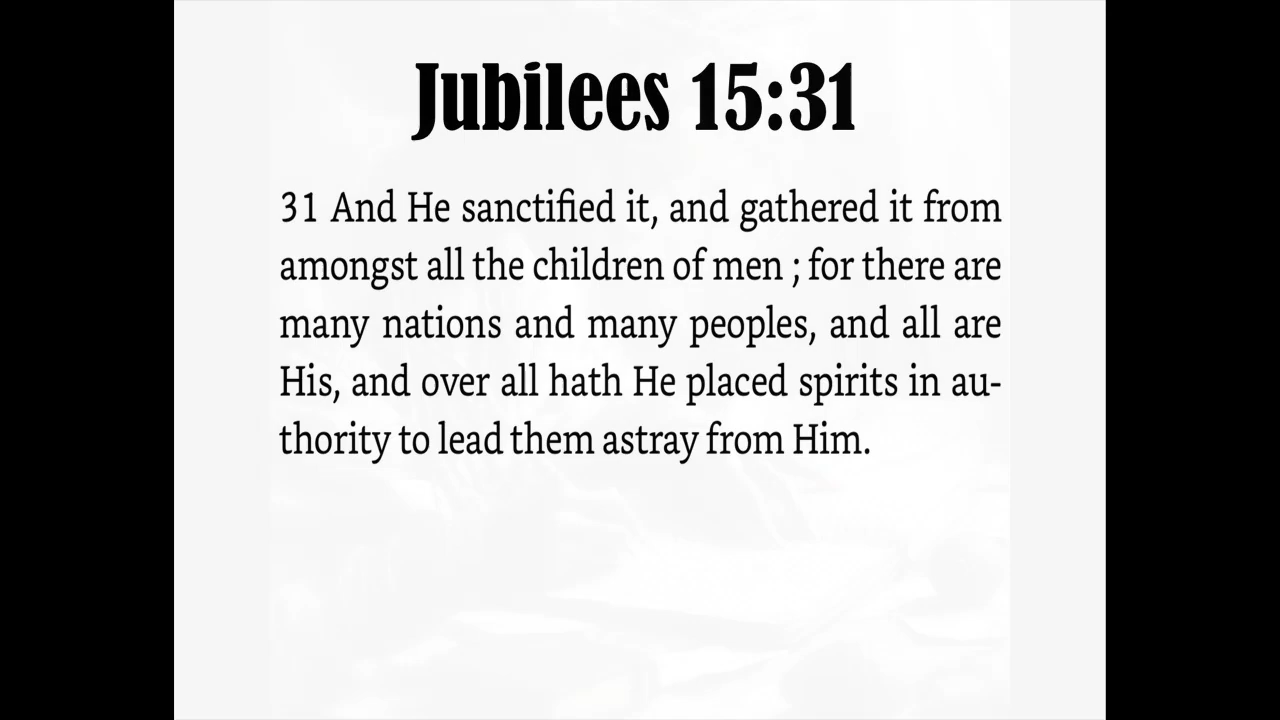 Jubilees 15:31
31 And He sanctified it, and gathered it from
amongst all the children of men ; for there are
many nations and many peoples, and all are
His, and over all hath He placed spirits in au-
thority to lead them astray from Him.